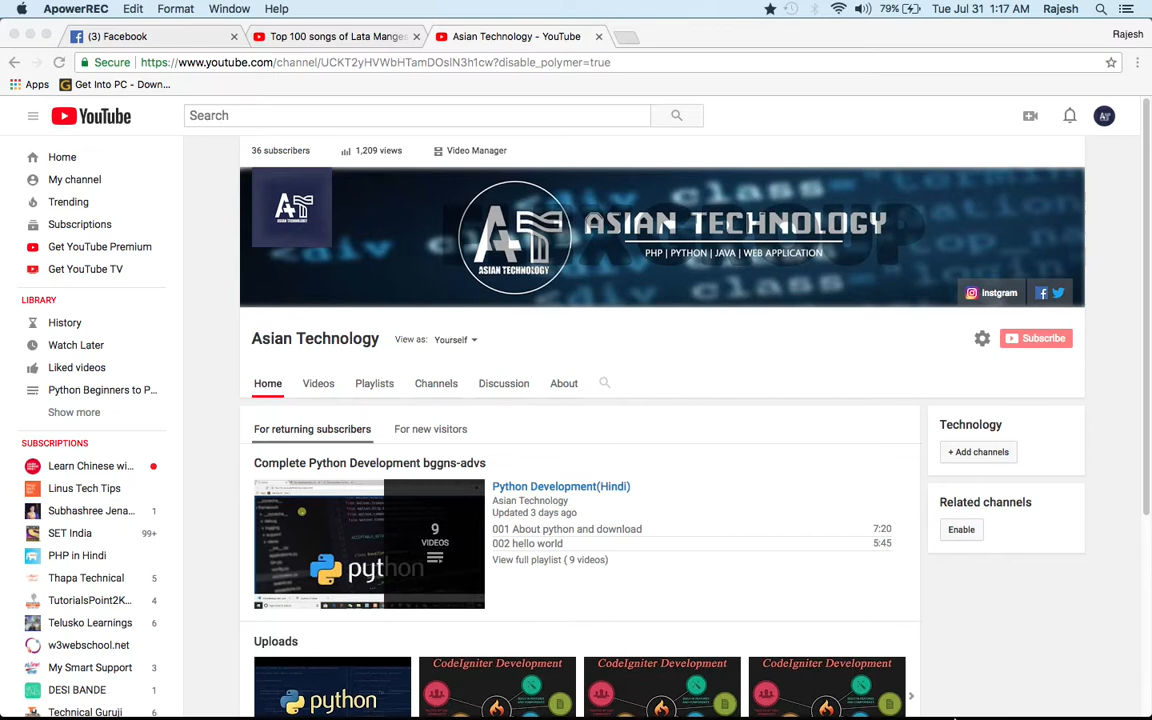 ApowerREC Edit Format Window Help 79% Tue Jul 31 1:17 AM Rajesh
(3) Facebook Top 100 songs of Lata Manges Asian Technology - YouTube Rajesh
Secure https://www.youtube.com/channel/UCKT2yHVWbHTamDOslN3h1cw?disable_polymer=true
Apps Get Into PC - Down...
YouTube Search
36 subscribers 1,209 views Video Manager
Home
My channel
Trending
Subscriptions
Get YouTube Premium
Get YouTube TV
LIBRARY
History
Watch Later
Liked videos
Python Beginners to P...
Show more
SUBSCRIPTIONS
Learn Chinese wi...
Linus Tech Tips
Subhashree Jena... 1
SET India 99+
PHP in Hindi
Thapa Technical 5
TutorialsPoint2K... 4
Telusko Learnings 6
w3webschool.net
My Smart Support 3
DESI BANDE 1
Technical Guruji
ASIAN TECHNOLOGY
ASIAN TECHNOLOGY
PHP | PYTHON | JAVA | WEB APPLICATION
ASIAN TECHNOLOGY
<div class=
Instgram
Asian Technology View as: Yourself Subscribe
Home Videos Playlists Channels Discussion About
For returning subscribers For new visitors
Complete Python Development bggns-advs
9
VIDEOS
python
Python Development(Hindi)
Asian Technology
Updated 3 days ago
001 About python and download 7:20
002 hello world 5:45
View full playlist ( 9 videos)
Technology
+ Add channels
Related channels
Enable
Uploads
python
CodeIgniter Development CodeIgniter Development CodeIgniter Development